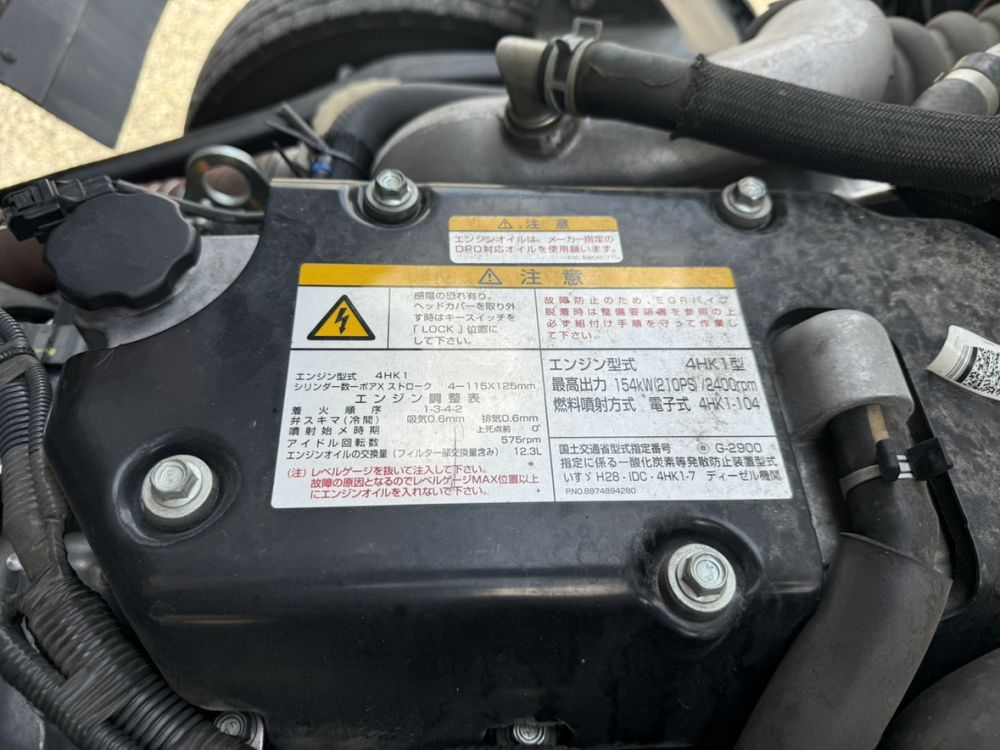 注意
エンジンオイルは、メーカー指定の
DPD対応オイルを使用願います。
注意
感電の恐れ有り。
ヘッドカバーを取り外
す時はキースイッチを
「LOCK」位置に
して下さい。
故障防止のため、EGRパイプ
脱着時は整備要領書を参照の上
必ず組付け手順を守って作業し
て下さい。
エンジン型式 4HK1
シリンダー数ーボアXストローク 4ー115X125mm
エンジン調整表
着火順序 1-3-4-2
弁スキマ(冷間) 吸気0.6mm 排気0.6mm
噴射始メ時期 上死点前 0°
アイドル回転数 575rpm
エンジンオイルの交換量(フィルター部交換量含み) 12.3L
(注)レベルゲージを抜いて注入して下さい。
故障の原因となるのでレベルゲージMAX位置以上
にエンジンオイルを入れないで下さい。
エンジン型式 4HK1型
最高出力 154kW(210PS)/2400rpm
燃料噴射方式 電子式 4HK1-104
国土交通省型式指定番号 G-2900
指定に係る一酸化炭素等発散防止装置型式
いすゞH28-IDC-4HK1-7 ディーゼル機関
P.NO.8974894280